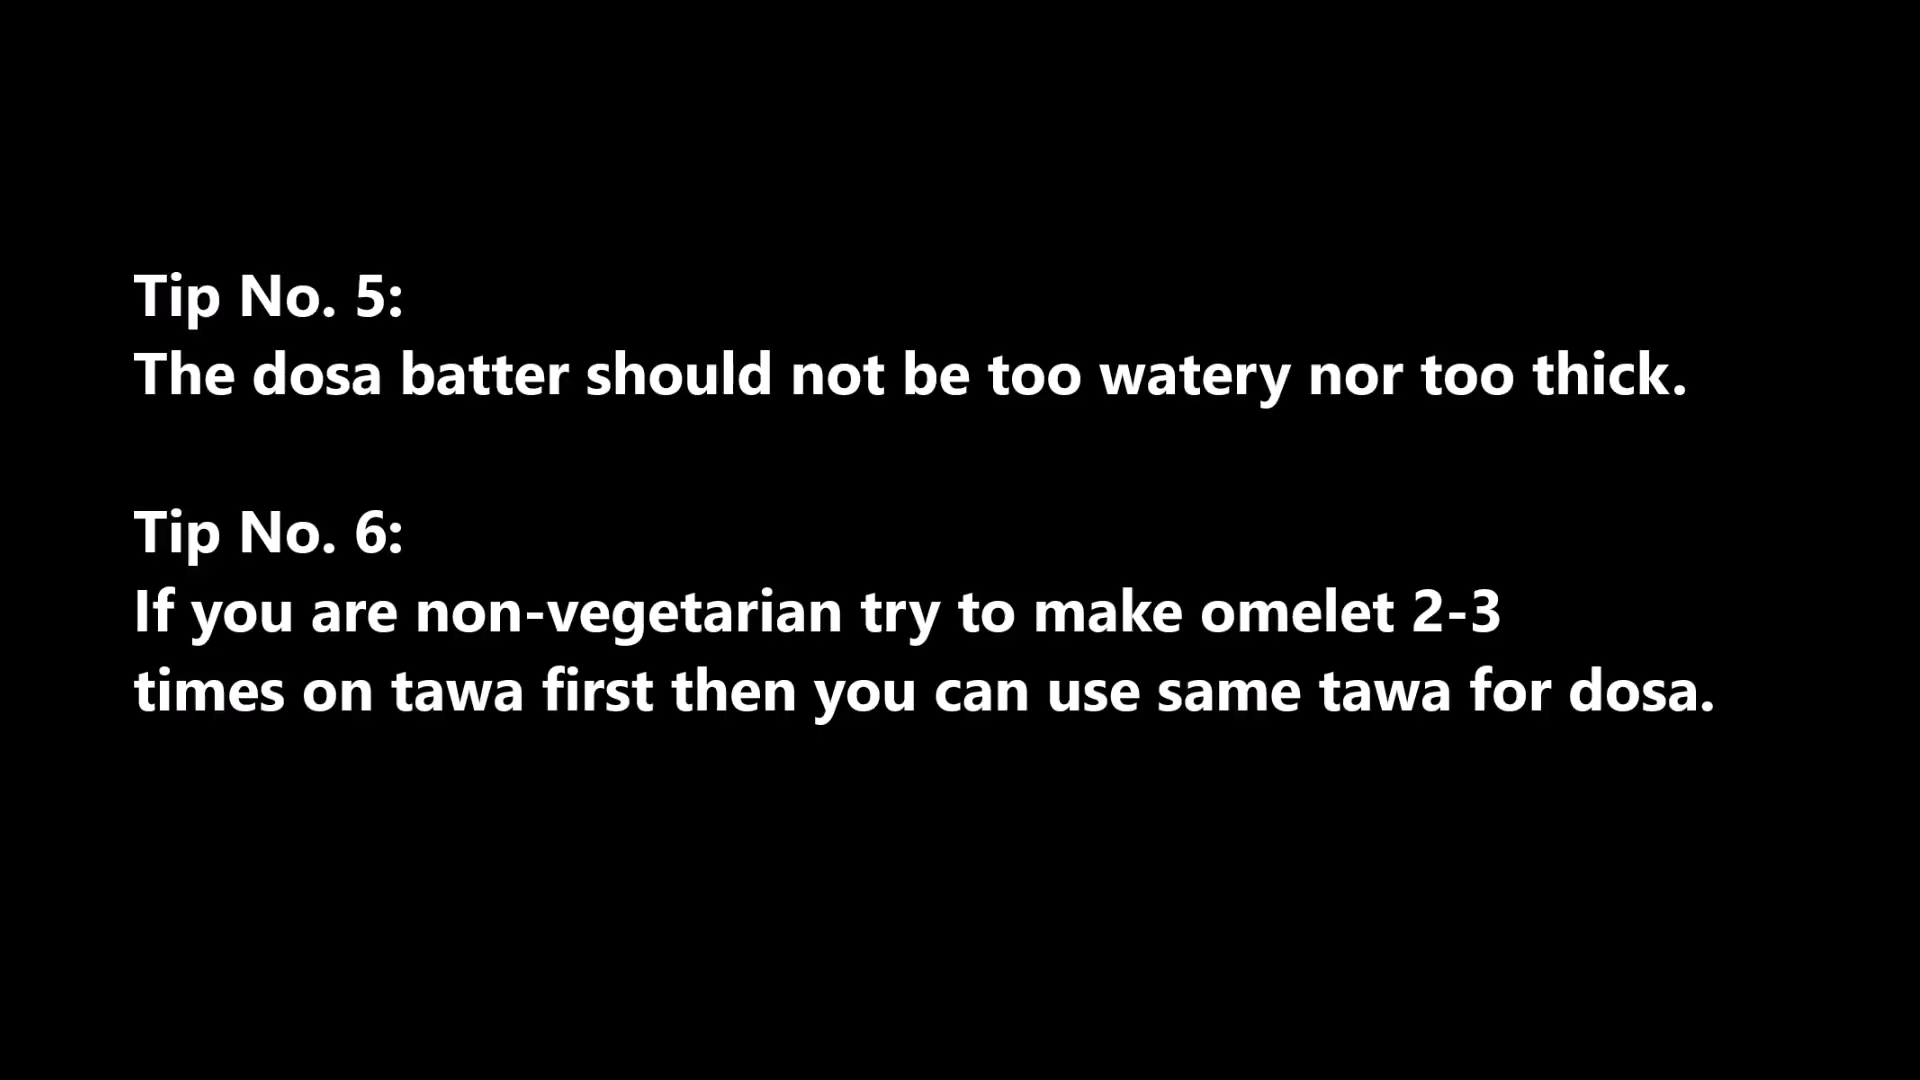 Tip No. 5:
The dosa batter should not be too watery nor too thick.
Tip No. 6:
If you are non-vegetarian try to make omelet 2-3
times on tawa first then you can use same tawa for dosa.